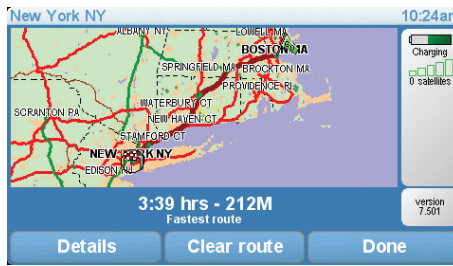 New York NY
10:24am
ALBANY NY
LOWELL MA
BOSTON MA
Charging
SPRINGFIELD MA
BROCKTON MA
0 satellites
PROVIDENCE RI
WATERBURY CT
SCRANTON PA
NEW HAVEN CT
STAMFORD CT
NEW YORK NY
EDISON NJ
3:39 hrs - 212M
Fastest route
version
7.501
Details
Clear route
Done